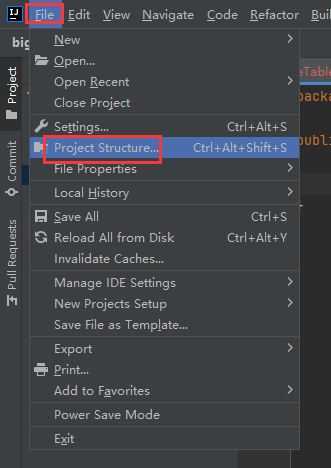 IJ File Edit View Navigate Code Refactor Buil
big
eTable
Project
packa
New
Open...
Open Recent
Close Project
Settings... Ctrl+Alt+S
publi
Project Structure... Ctrl+Alt+Shift+S
File Properties
Commit
Local History
Save All Ctrl+S
Reload All from Disk Ctrl+Alt+Y
Invalidate Caches...
Pull Requests
Manage IDE Settings
New Projects Setup
Save File as Template...
Export
Print...
Add to Favorites
Power Save Mode
Exit